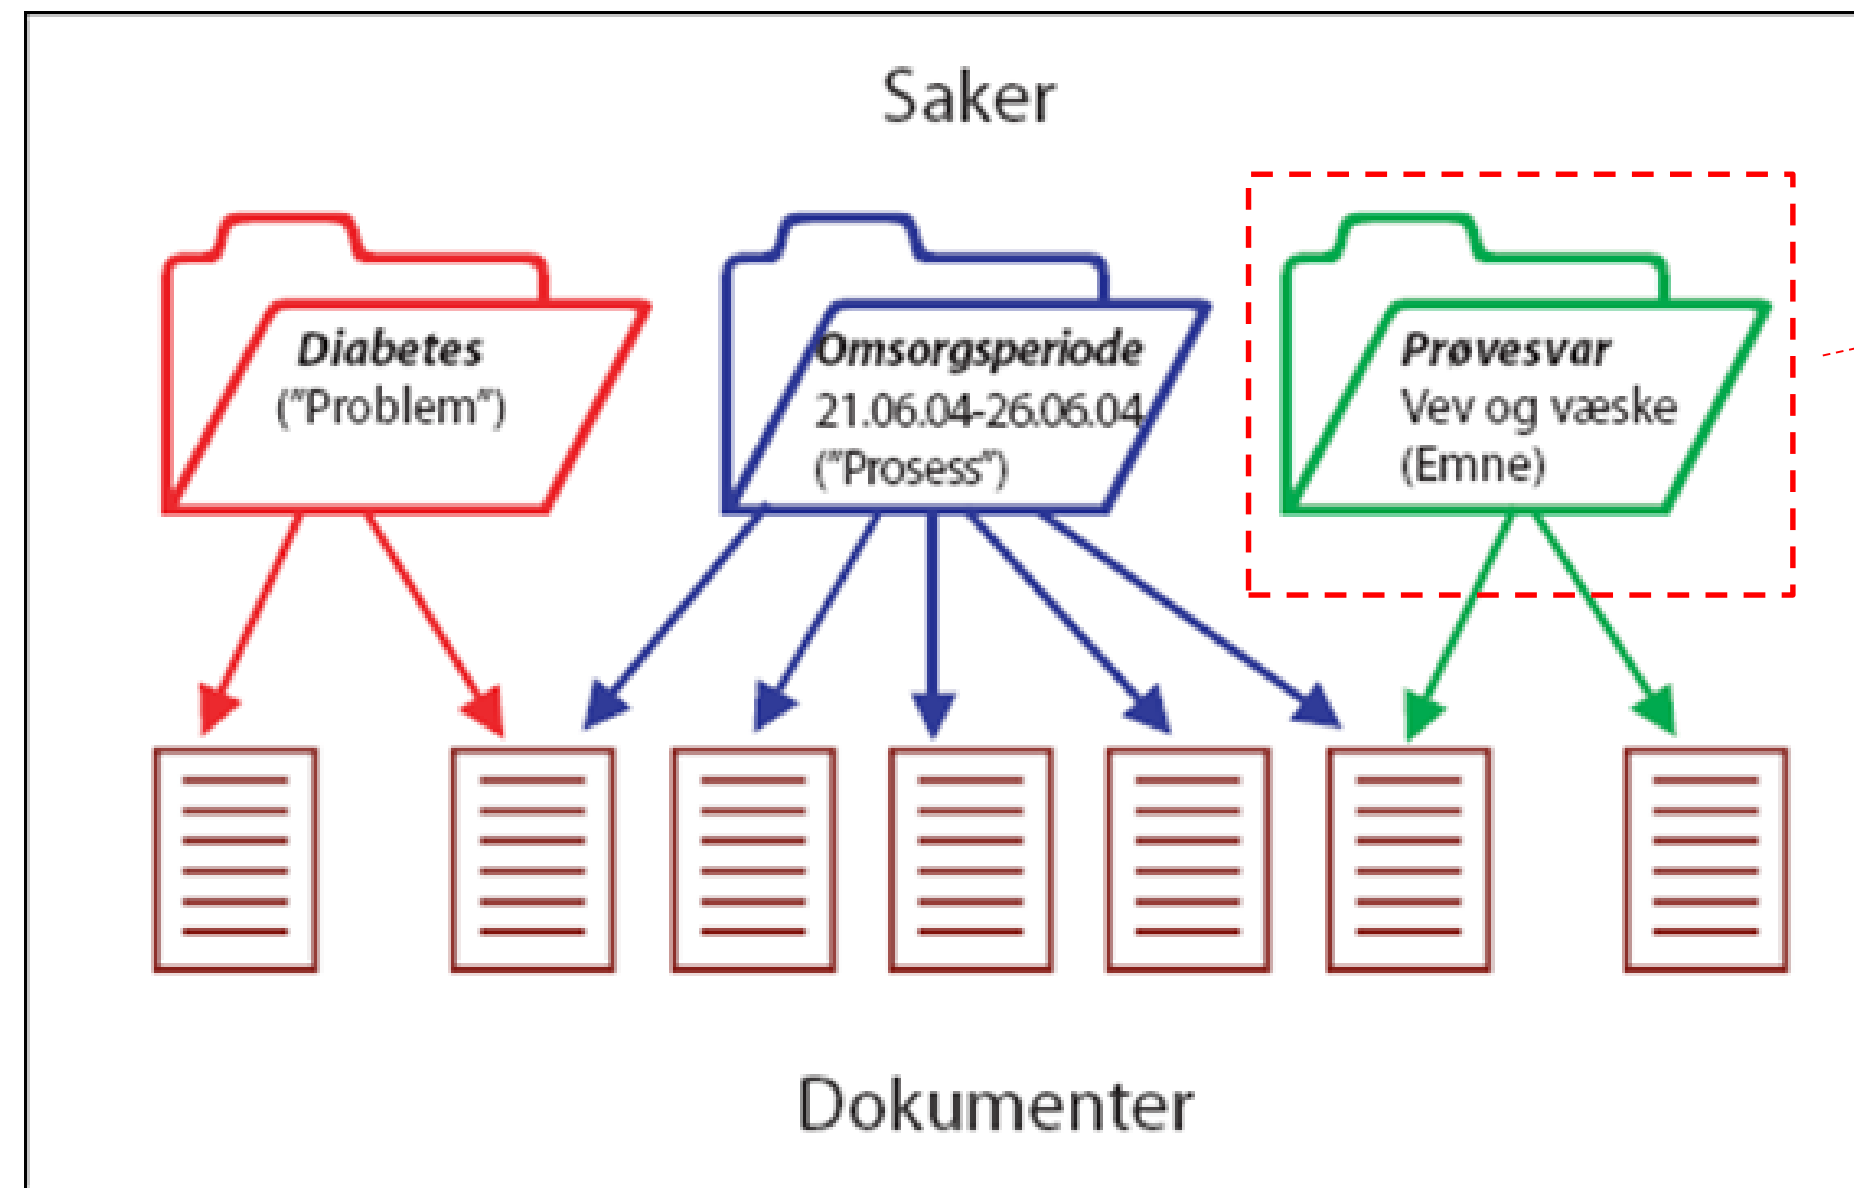 Saker
Diabetes
("Problem")
Omsorgsperiode
21.06.04-26.06.04
("Prosess")
Prøvesvar
Vev og væske
(Emne)
Dokumenter